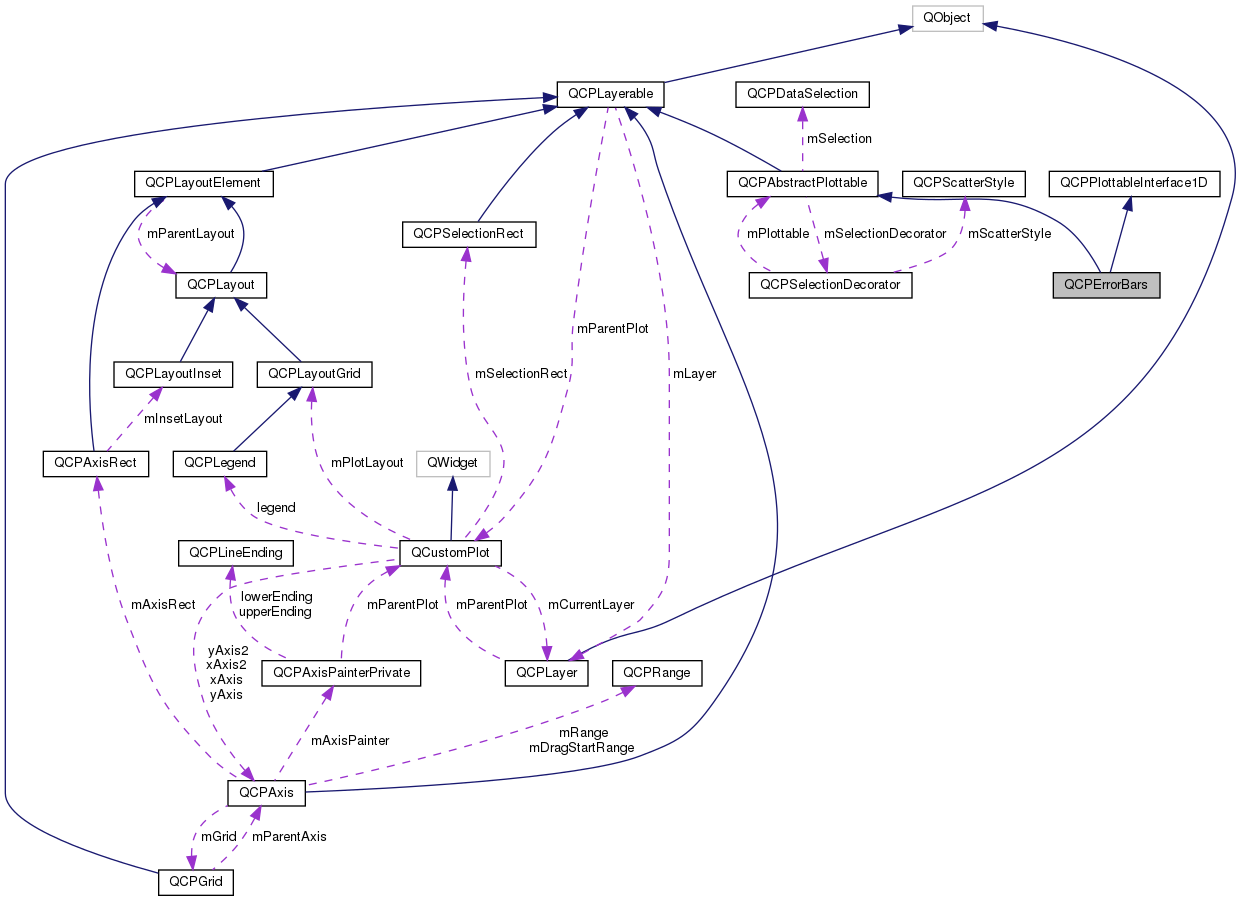 QObject
QCPLayerable
QCPDataSelection
mSelection
QCPLayoutElement
QCPAbstractPlottable
QCPScatterStyle
QCPPlottableInterface1D
mParentLayout
QCPSelectionRect
mPlottable
mSelectionDecorator
mScatterStyle
QCPLayout
QCPSelectionDecorator
QCPErrorBars
mParentPlot
QCPLayoutInset
QCPLayoutGrid
mSelectionRect
mLayer
mInsetLayout
QCPAxisRect
QCPLegend
mPlotLayout
QWidget
legend
QCPLineEnding
QCustomPlot
mAxisRect
lowerEnding
upperEnding
mParentPlot
mParentPlot
mCurrentLayer
yAxis2
xAxis2
xAxis
yAxis
QCPAxisPainterPrivate
QCPLayer
QCPRange
mAxisPainter
mRange
mDragStartRange
QCPAxis
mGrid
mParentAxis
QCPGrid